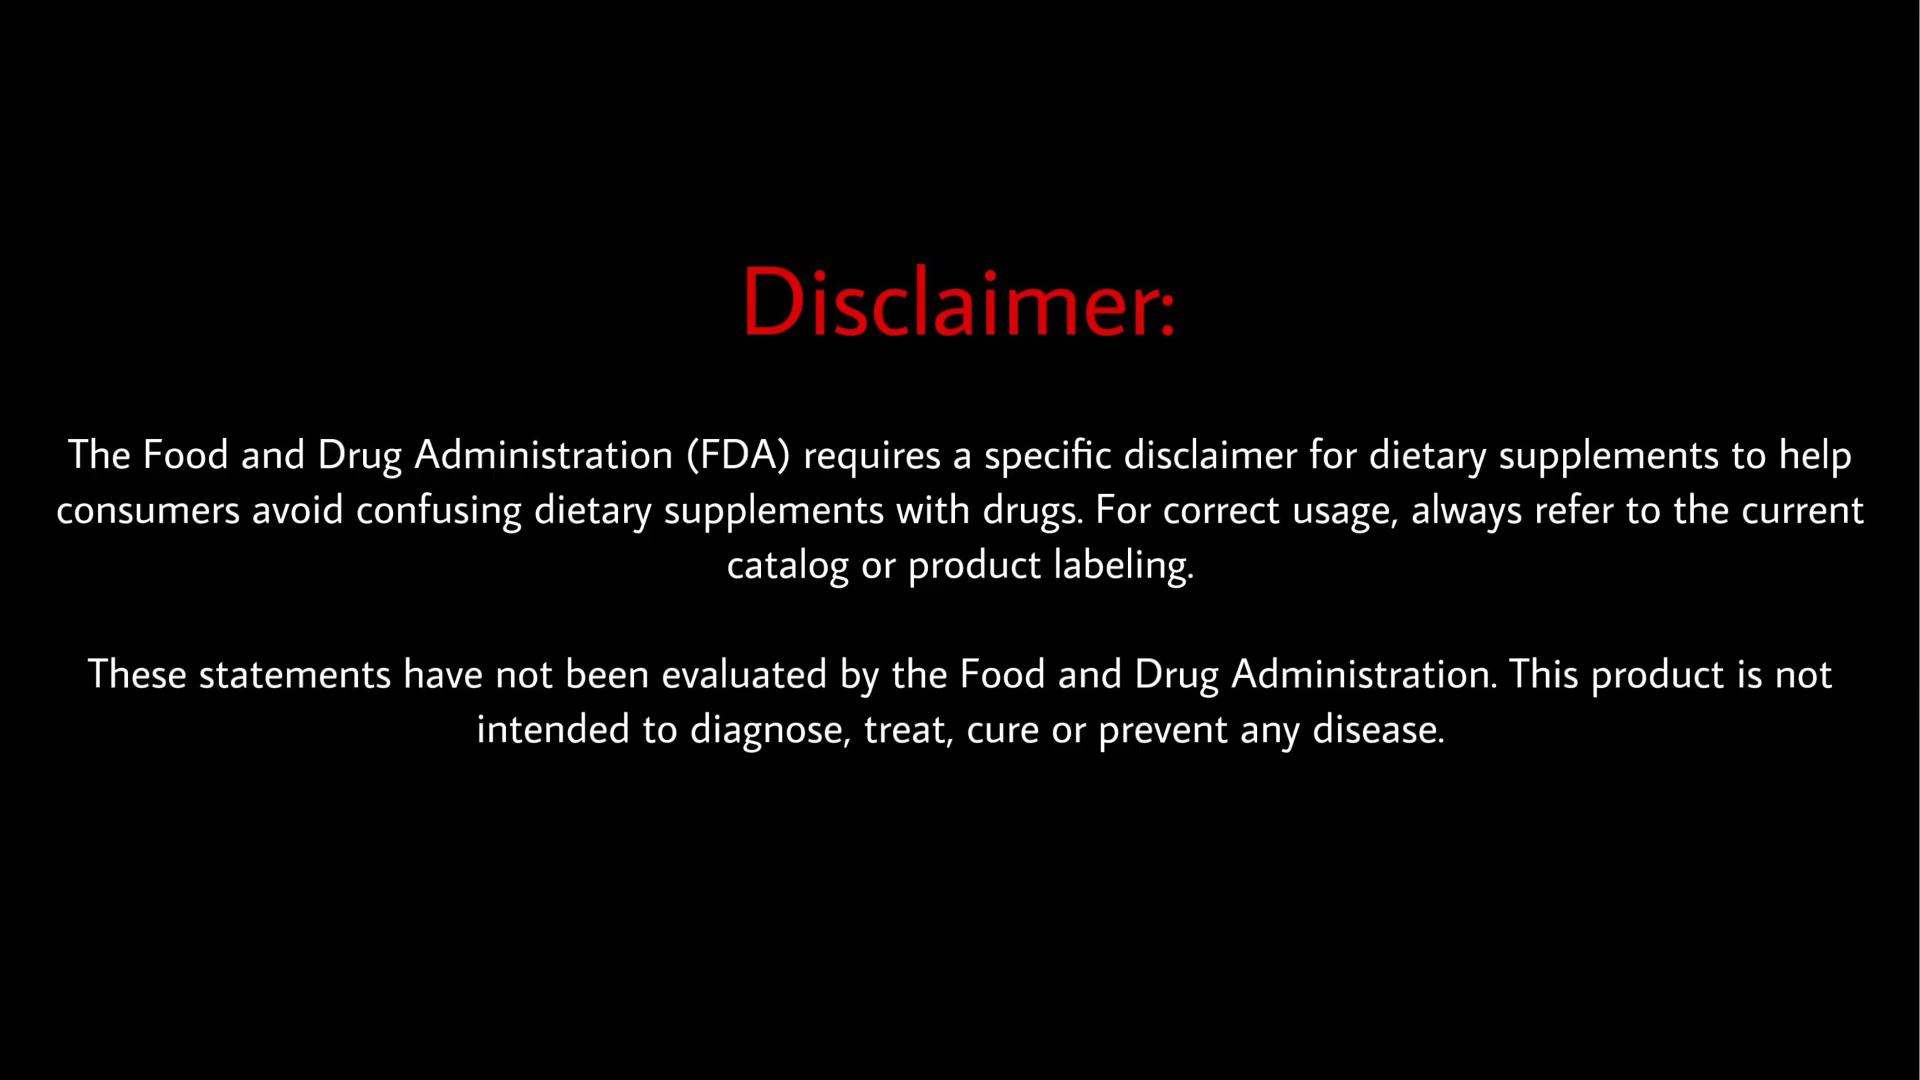 Disclaimer:
The Food and Drug Administration (FDA) requires a specific disclaimer for dietary supplements to help
consumers avoid confusing dietary supplements with drugs. For correct usage, always refer to the current
catalog or product labeling.
These statements have not been evaluated by the Food and Drug Administration. This product is not
intended to diagnose, treat, cure or prevent any disease.